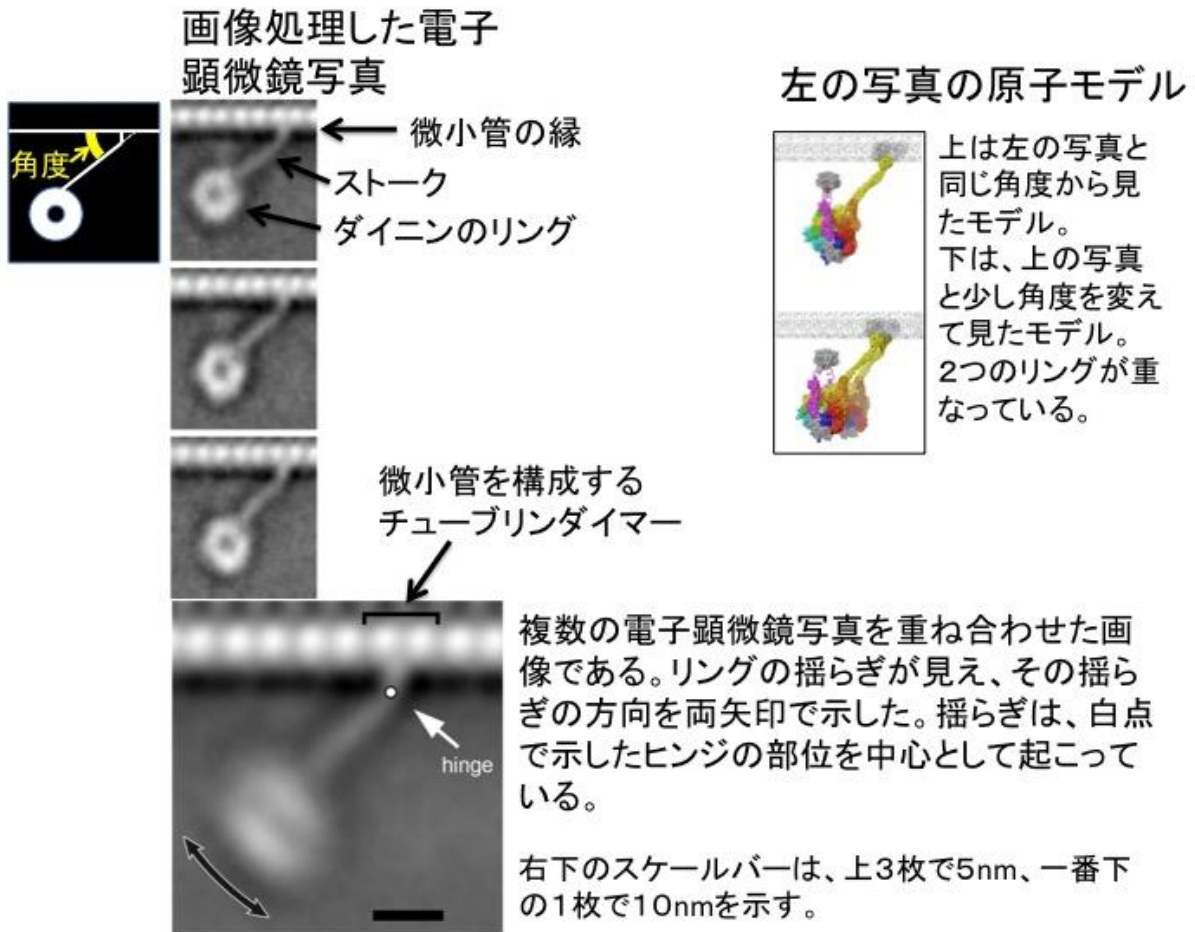 画像処理した電子
顕微鏡写真
角度
微小管の縁
ストーク
ダイニンのリング
左の写真の原子モデル
上は左の写真と
同じ角度から見
たモデル。
下は、上の写真
と少し角度を変え
て見たモデル。
2つのリングが重
なっている。
微小管を構成する
チューブリンダイマー
hinge
複数の電子顕微鏡写真を重ね合わせた画
像である。リングの揺らぎが見え、その揺ら
ぎの方向を両矢印で示した。揺らぎは、白点
で示したヒンジの部位を中心として起こって
いる。
右下のスケールバーは、上3枚で5nm、一番下
の1枚で10nmを示す。